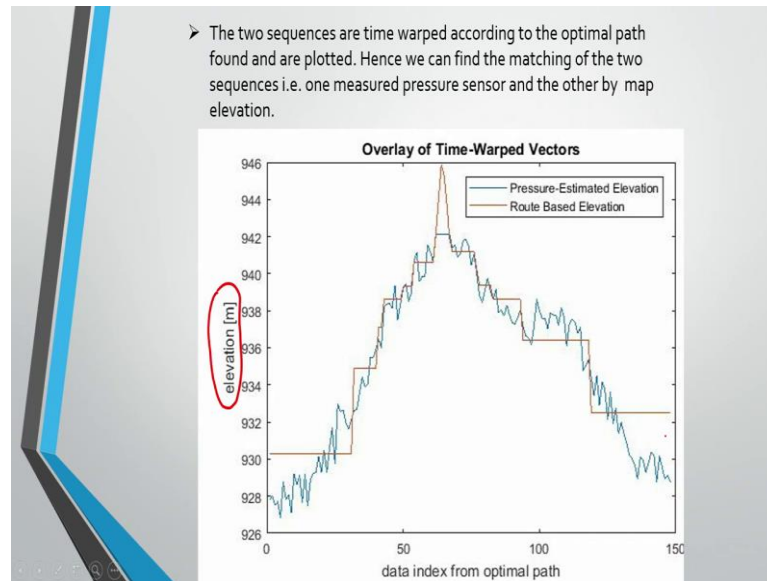 The two sequences are time warped according to the optimal path
found and are plotted. Hence we can find the matching of the two
sequences i.e. one measured pressure sensor and the other by map
elevation.
Overlay of Time-Warped Vectors
946
944
942
940
938
936
934
932
930
928
926
elevation [m]
Pressure-Estimated Elevation
Route Based Elevation
0 50 100 150
data index from optimal path